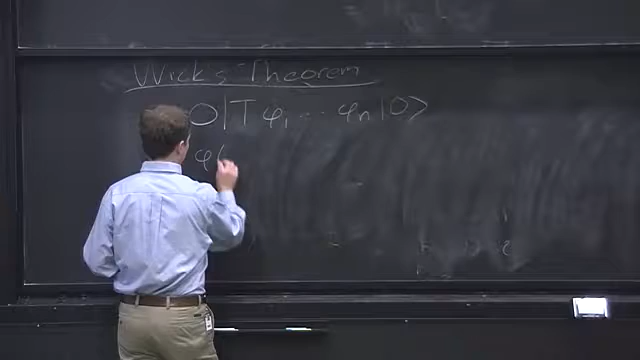 Wick's Theorem
0|T φ₁ ... φₙ|0⟩
φ(